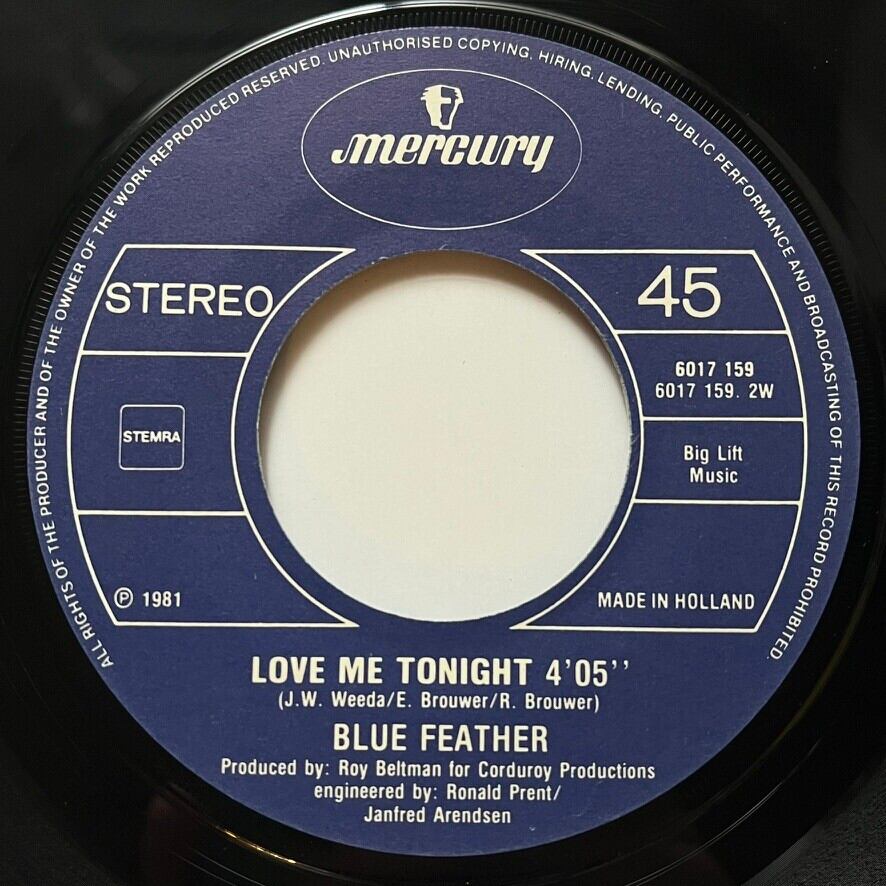 ALL RIGHTS OF THE PRODUCER AND OF THE OWNER OF THE WORK REPRODUCED RESERVED. UNAUTHORISED COPYING, HIRING, LENDING, PUBLIC PERFORMANCE AND BROADCASTING OF THIS RECORD PROHIBITED.
mercury
STEREO
45
6017 159
6017 159. 2W
STEMRA
Big Lift
Music
℗ 1981
MADE IN HOLLAND
LOVE ME TONIGHT 4'05''
(J.W. Weeda/E. Brouwer/R. Brouwer)
BLUE FEATHER
Produced by: Roy Beltman for Corduroy Productions
engineered by: Ronald Prent/
Janfred Arendsen